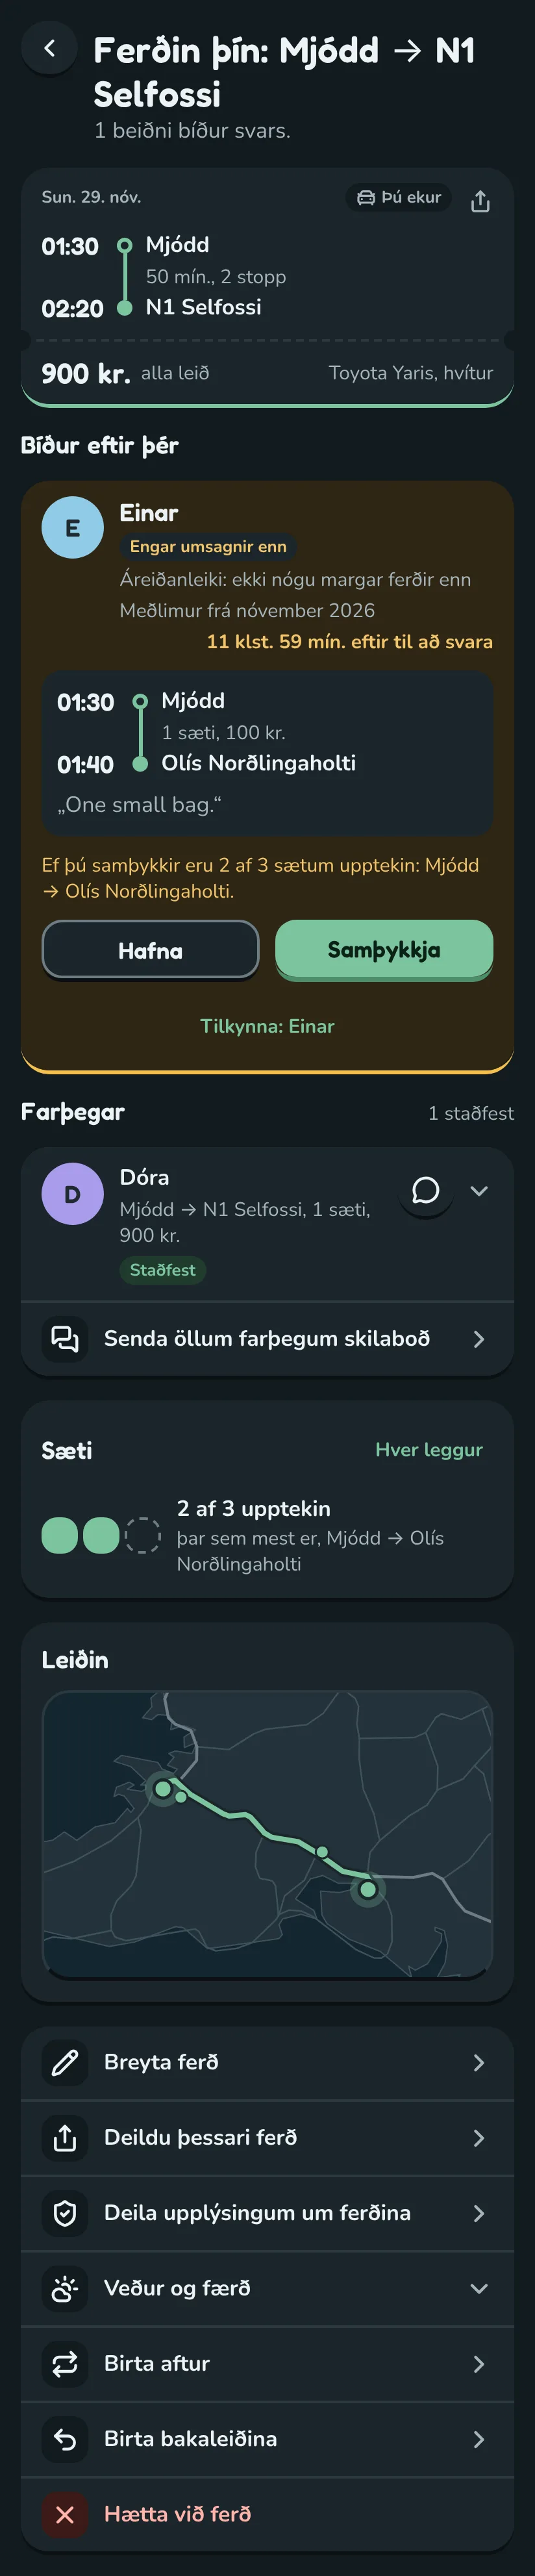 Ferðin þín: Mjódd → N1
Selfossi
1 beiðni bíður svars.
Sun. 29. nóv.
Þú ekur
01:30 Mjódd
50 mín., 2 stopp
02:20 N1 Selfossi
900 kr. alla leið
Toyota Yaris, hvítur
Bíður eftir þér
E
Einar
Engar umsagnir enn
Áreiðanleiki: ekki nógu margar ferðir enn
Meðlimur frá nóvember 2026
11 klst. 59 mín. eftir til að svara
01:30 Mjódd
1 sæti, 100 kr.
01:40 Olís Norðlingaholti
„One small bag.“
Ef þú samþykkir eru 2 af 3 sætum upptekin: Mjódd
→ Olís Norðlingaholti.
Hafna
Samþykkja
Tilkynna: Einar
Farþegar
1 staðfest
D
Dóra
Mjódd → N1 Selfossi, 1 sæti,
900 kr.
Staðfest
Senda öllum farþegum skilaboð
Sæti
Hver leggur
2 af 3 upptekin
þar sem mest er, Mjódd → Olís
Norðlingaholti
Leiðin
Breyta ferð
Deildu þessari ferð
Deila upplýsingum um ferðina
Veður og færð
Birta aftur
Birta bakaleiðina
Hætta við ferð